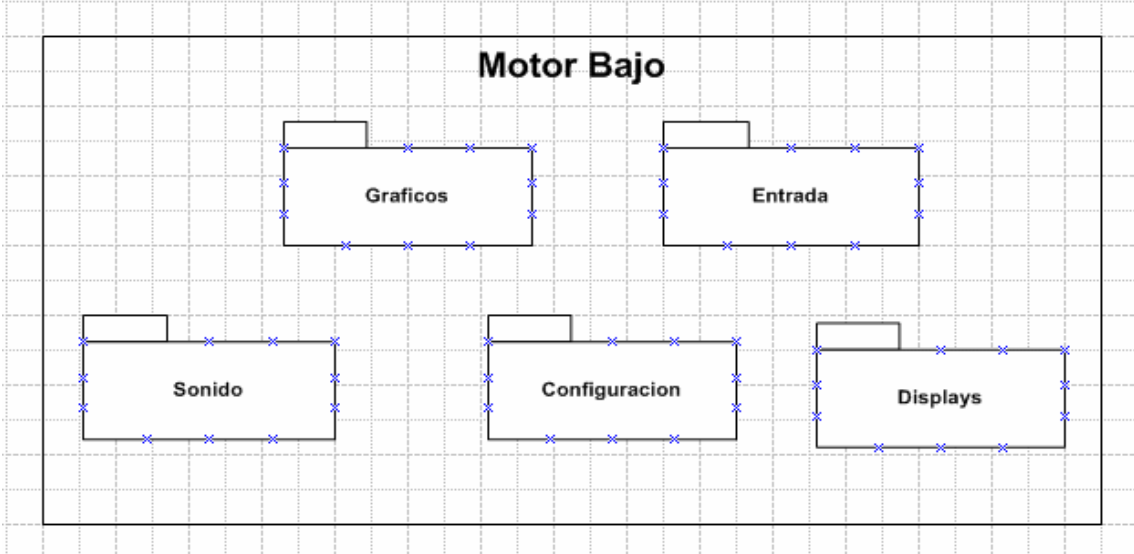 Motor Bajo
Graficos
Entrada
Sonido
Configuracion
Displays